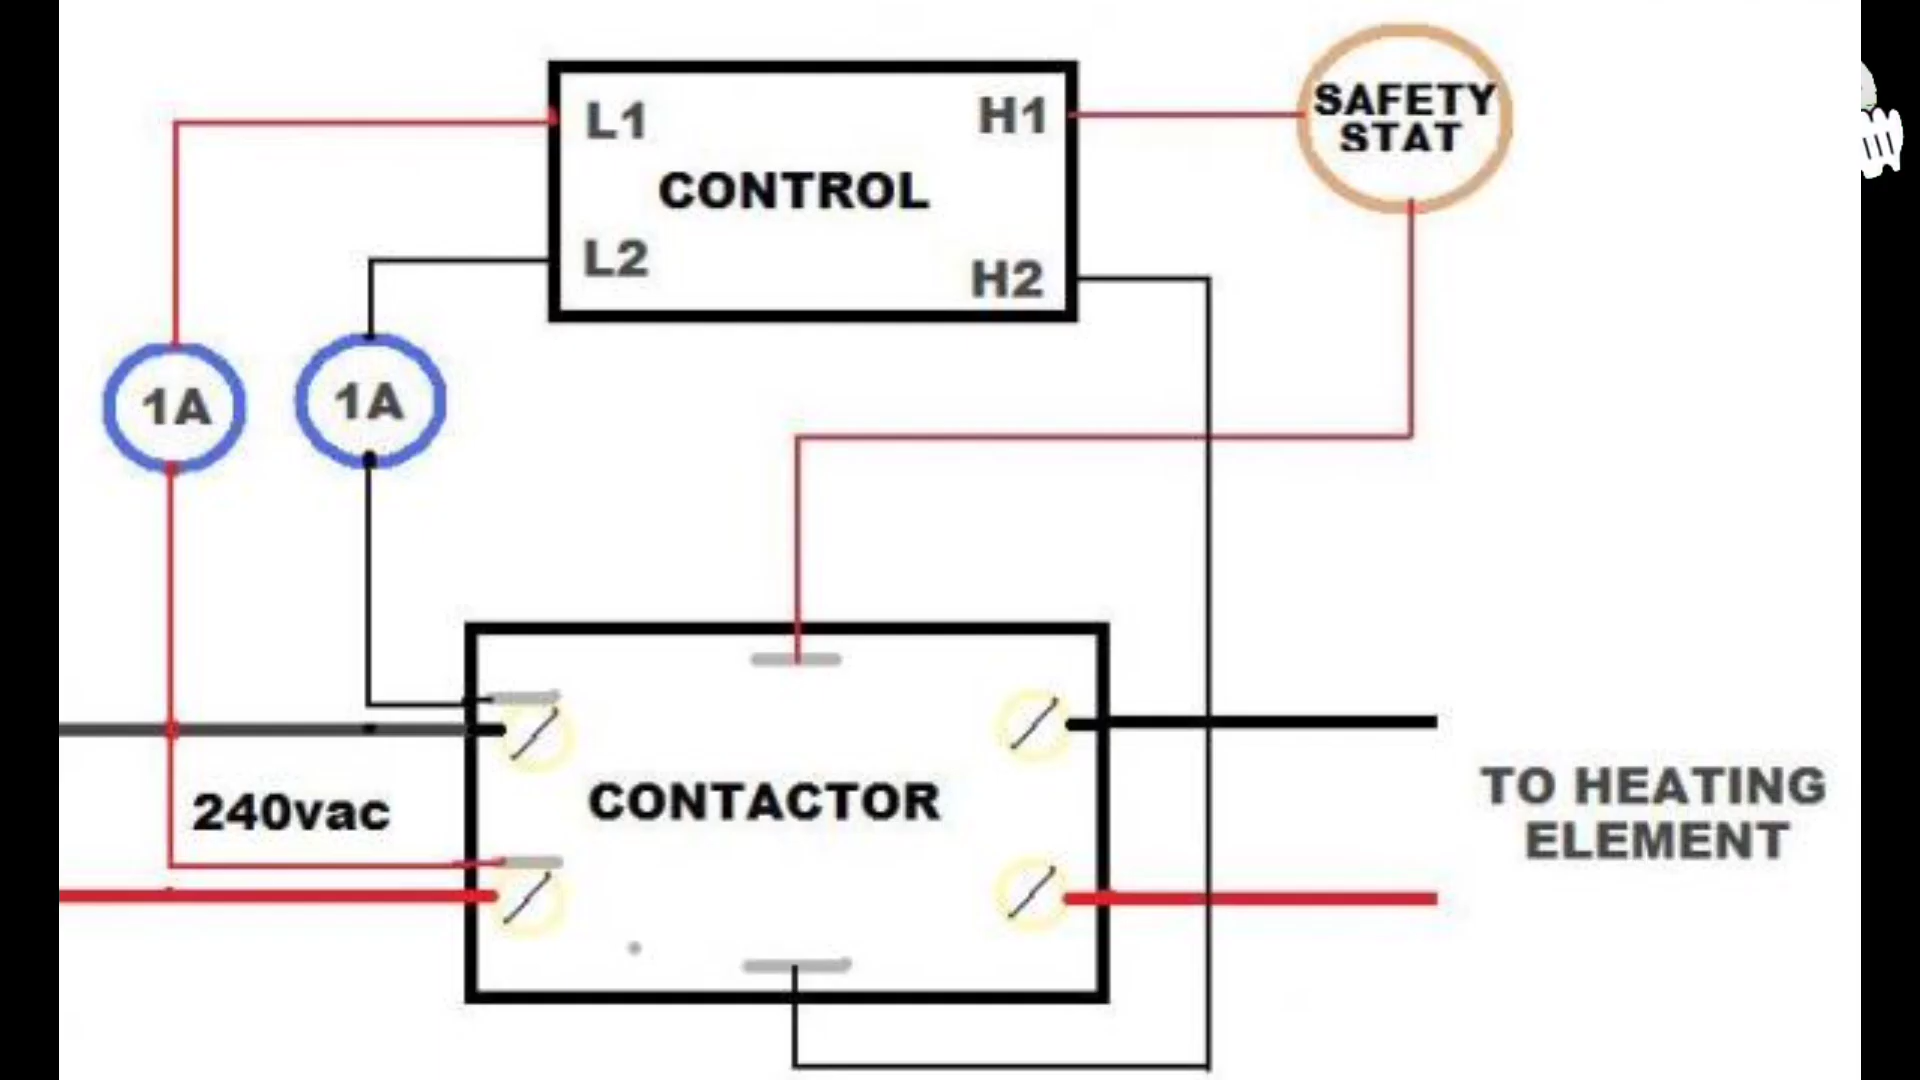 L1
H1
SAFETY
STAT
CONTROL
L2
H2
1A
1A
240vac
CONTACTOR
TO HEATING
ELEMENT